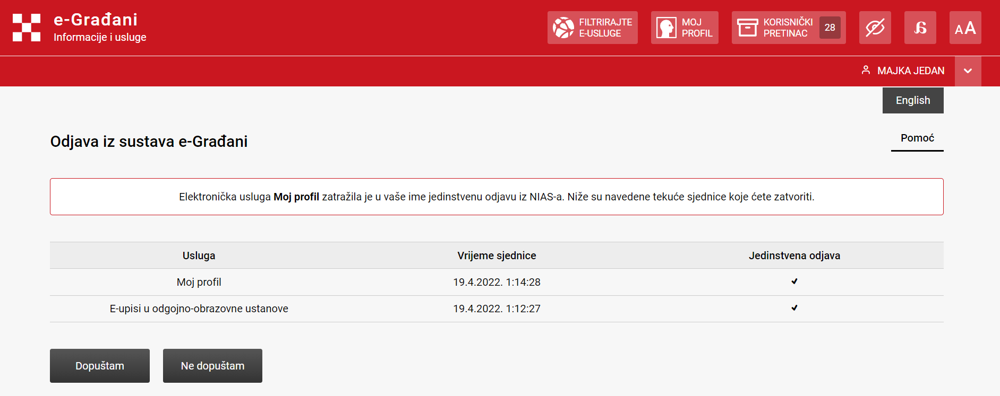 e-Građani
Informacije i usluge
FILTRIRAJTE
E-USLUGE
MOJ
PROFIL
KORISNIČKI
PRETINAC
28
AA
MAJKA JEDAN
English
Odjava iz sustava e-Građani
Pomoć
Elektronička usluga Moj profil zatražila je u vaše ime jedinstvenu odjavu iz NIAS-a. Niže su navedene tekuće sjednice koje ćete zatvoriti.
Usluga Vrijeme sjednice Jedinstvena odjava
Moj profil 19.4.2022. 1:14:28
E-upisi u odgojno-obrazovne ustanove 19.4.2022. 1:12:27
Dopuštam Ne dopuštam